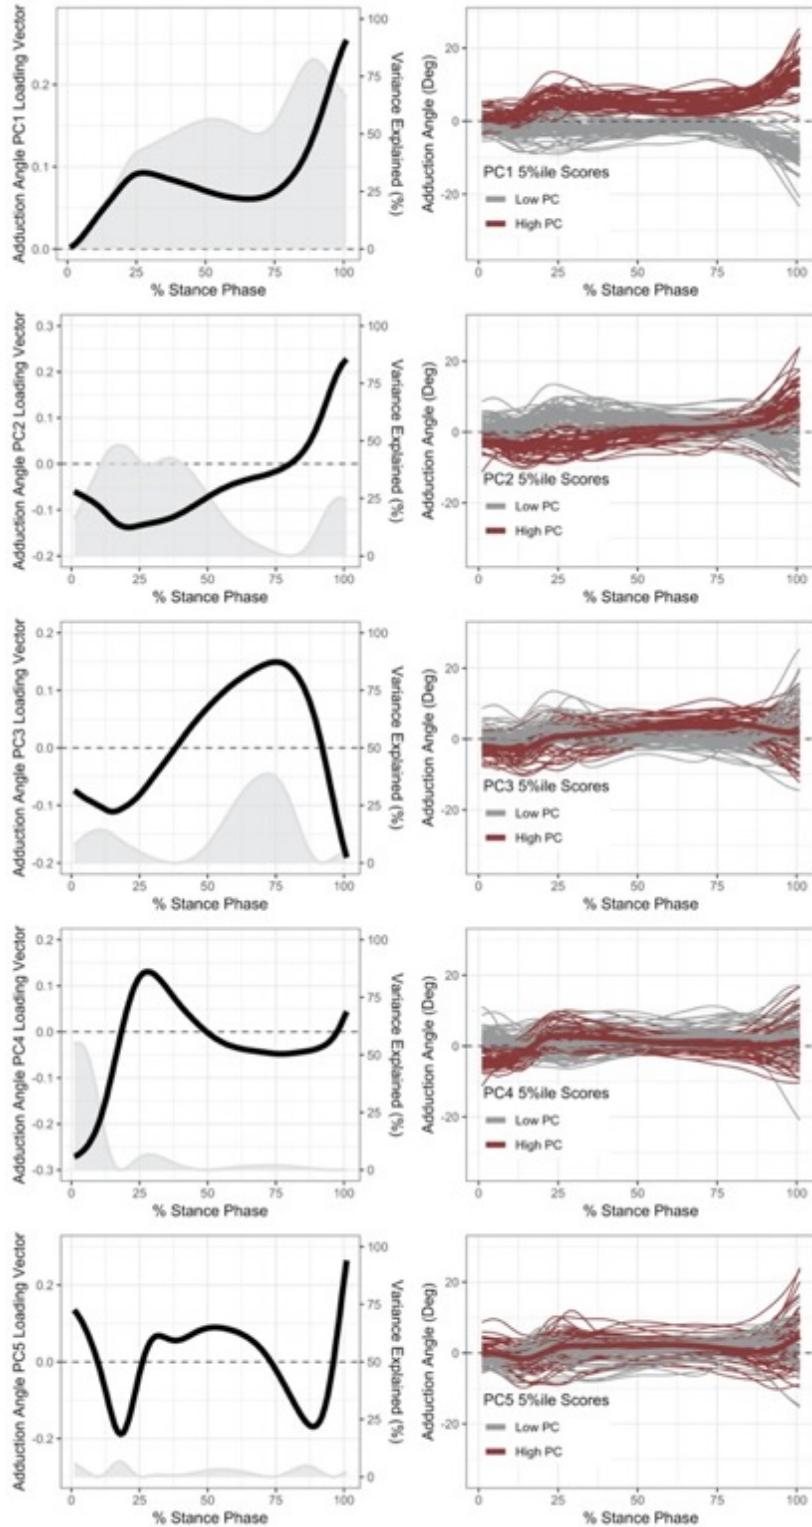 Adduction Angle PC1 Loading Vector
0.2
0.1
0.0
100
75
50
25
0
Variance Explained (%)
0 25 50 75 100
% Stance Phase
Adduction Angle (Deg)
20
0
-20
PC1 5%ile Scores
Low PC
High PC
0 25 50 75 100
% Stance Phase
Adduction Angle PC2 Loading Vector
0.3
0.2
0.1
0.0
-0.1
-0.2
100
75
50
25
0
Variance Explained (%)
0 25 50 75 100
% Stance Phase
Adduction Angle (Deg)
20
0
-20
PC2 5%ile Scores
Low PC
High PC
0 25 50 75 100
% Stance Phase
Adduction Angle PC3 Loading Vector
0.2
0.1
0.0
-0.1
-0.2
100
75
50
25
0
Variance Explained (%)
0 25 50 75 100
% Stance Phase
Adduction Angle (Deg)
20
0
-20
PC3 5%ile Scores
Low PC
High PC
0 25 50 75 100
% Stance Phase
Adduction Angle PC4 Loading Vector
0.2
0.1
0.0
-0.1
-0.2
-0.3
100
75
50
25
0
Variance Explained (%)
0 25 50 75 100
% Stance Phase
Adduction Angle (Deg)
20
0
-20
PC4 5%ile Scores
Low PC
High PC
0 25 50 75 100
% Stance Phase
Adduction Angle PC5 Loading Vector
0.2
0.0
-0.2
100
75
50
25
0
Variance Explained (%)
0 25 50 75 100
% Stance Phase
Adduction Angle (Deg)
20
0
-20
PC5 5%ile Scores
Low PC
High PC
0 25 50 75 100
% Stance Phase